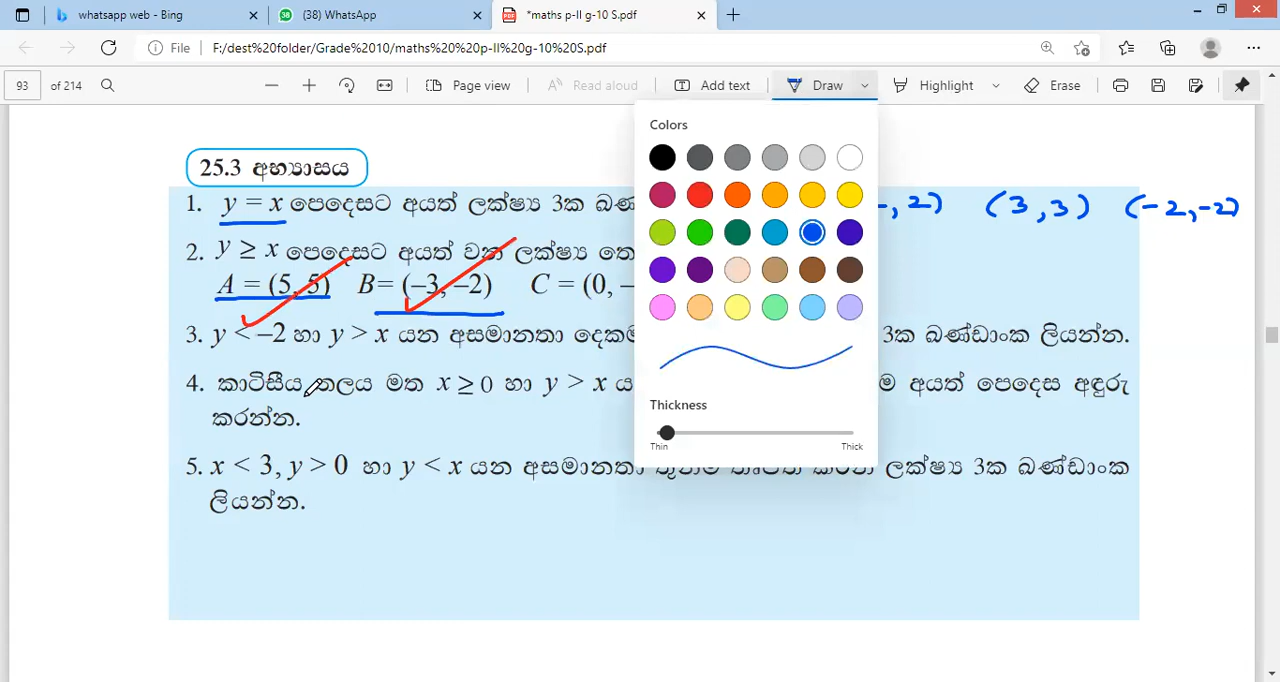 whatsapp web - Bing (38) WhatsApp *maths p-II g-10 S.pdf
File F:/dest%20folder/Grade%2010/maths%20%20p-II%20g-10%20S.pdf
93 of 214 Page view Read aloud Add text Draw Highlight Erase
Colors
25.3 අභ්‍යාසය
1. y = x පෙදෙසට අයත් ලක්ෂ්‍ය 3ක , 2) (3 , 3) (-2,-2)
2. y ≥ x පෙදෙසට අයත් වන ලක්ෂ්‍ය
A = (5, 5) B= (–3, –2) C = (0, –
3. y < –2 හා y > x යන අසමානතා 3ක ඛණ්ඩාංක ලියන්න.
4. කාටිසීය තලය මත x ≥ 0 හා y > x අයත් පෙදෙස අඳුරු
කරන්න.
Thickness
Thin Thick
5. x < 3, y > 0 හා y < x යන අසමානතා ලක්ෂ්‍ය 3ක ඛණ්ඩාංක
ලියන්න.